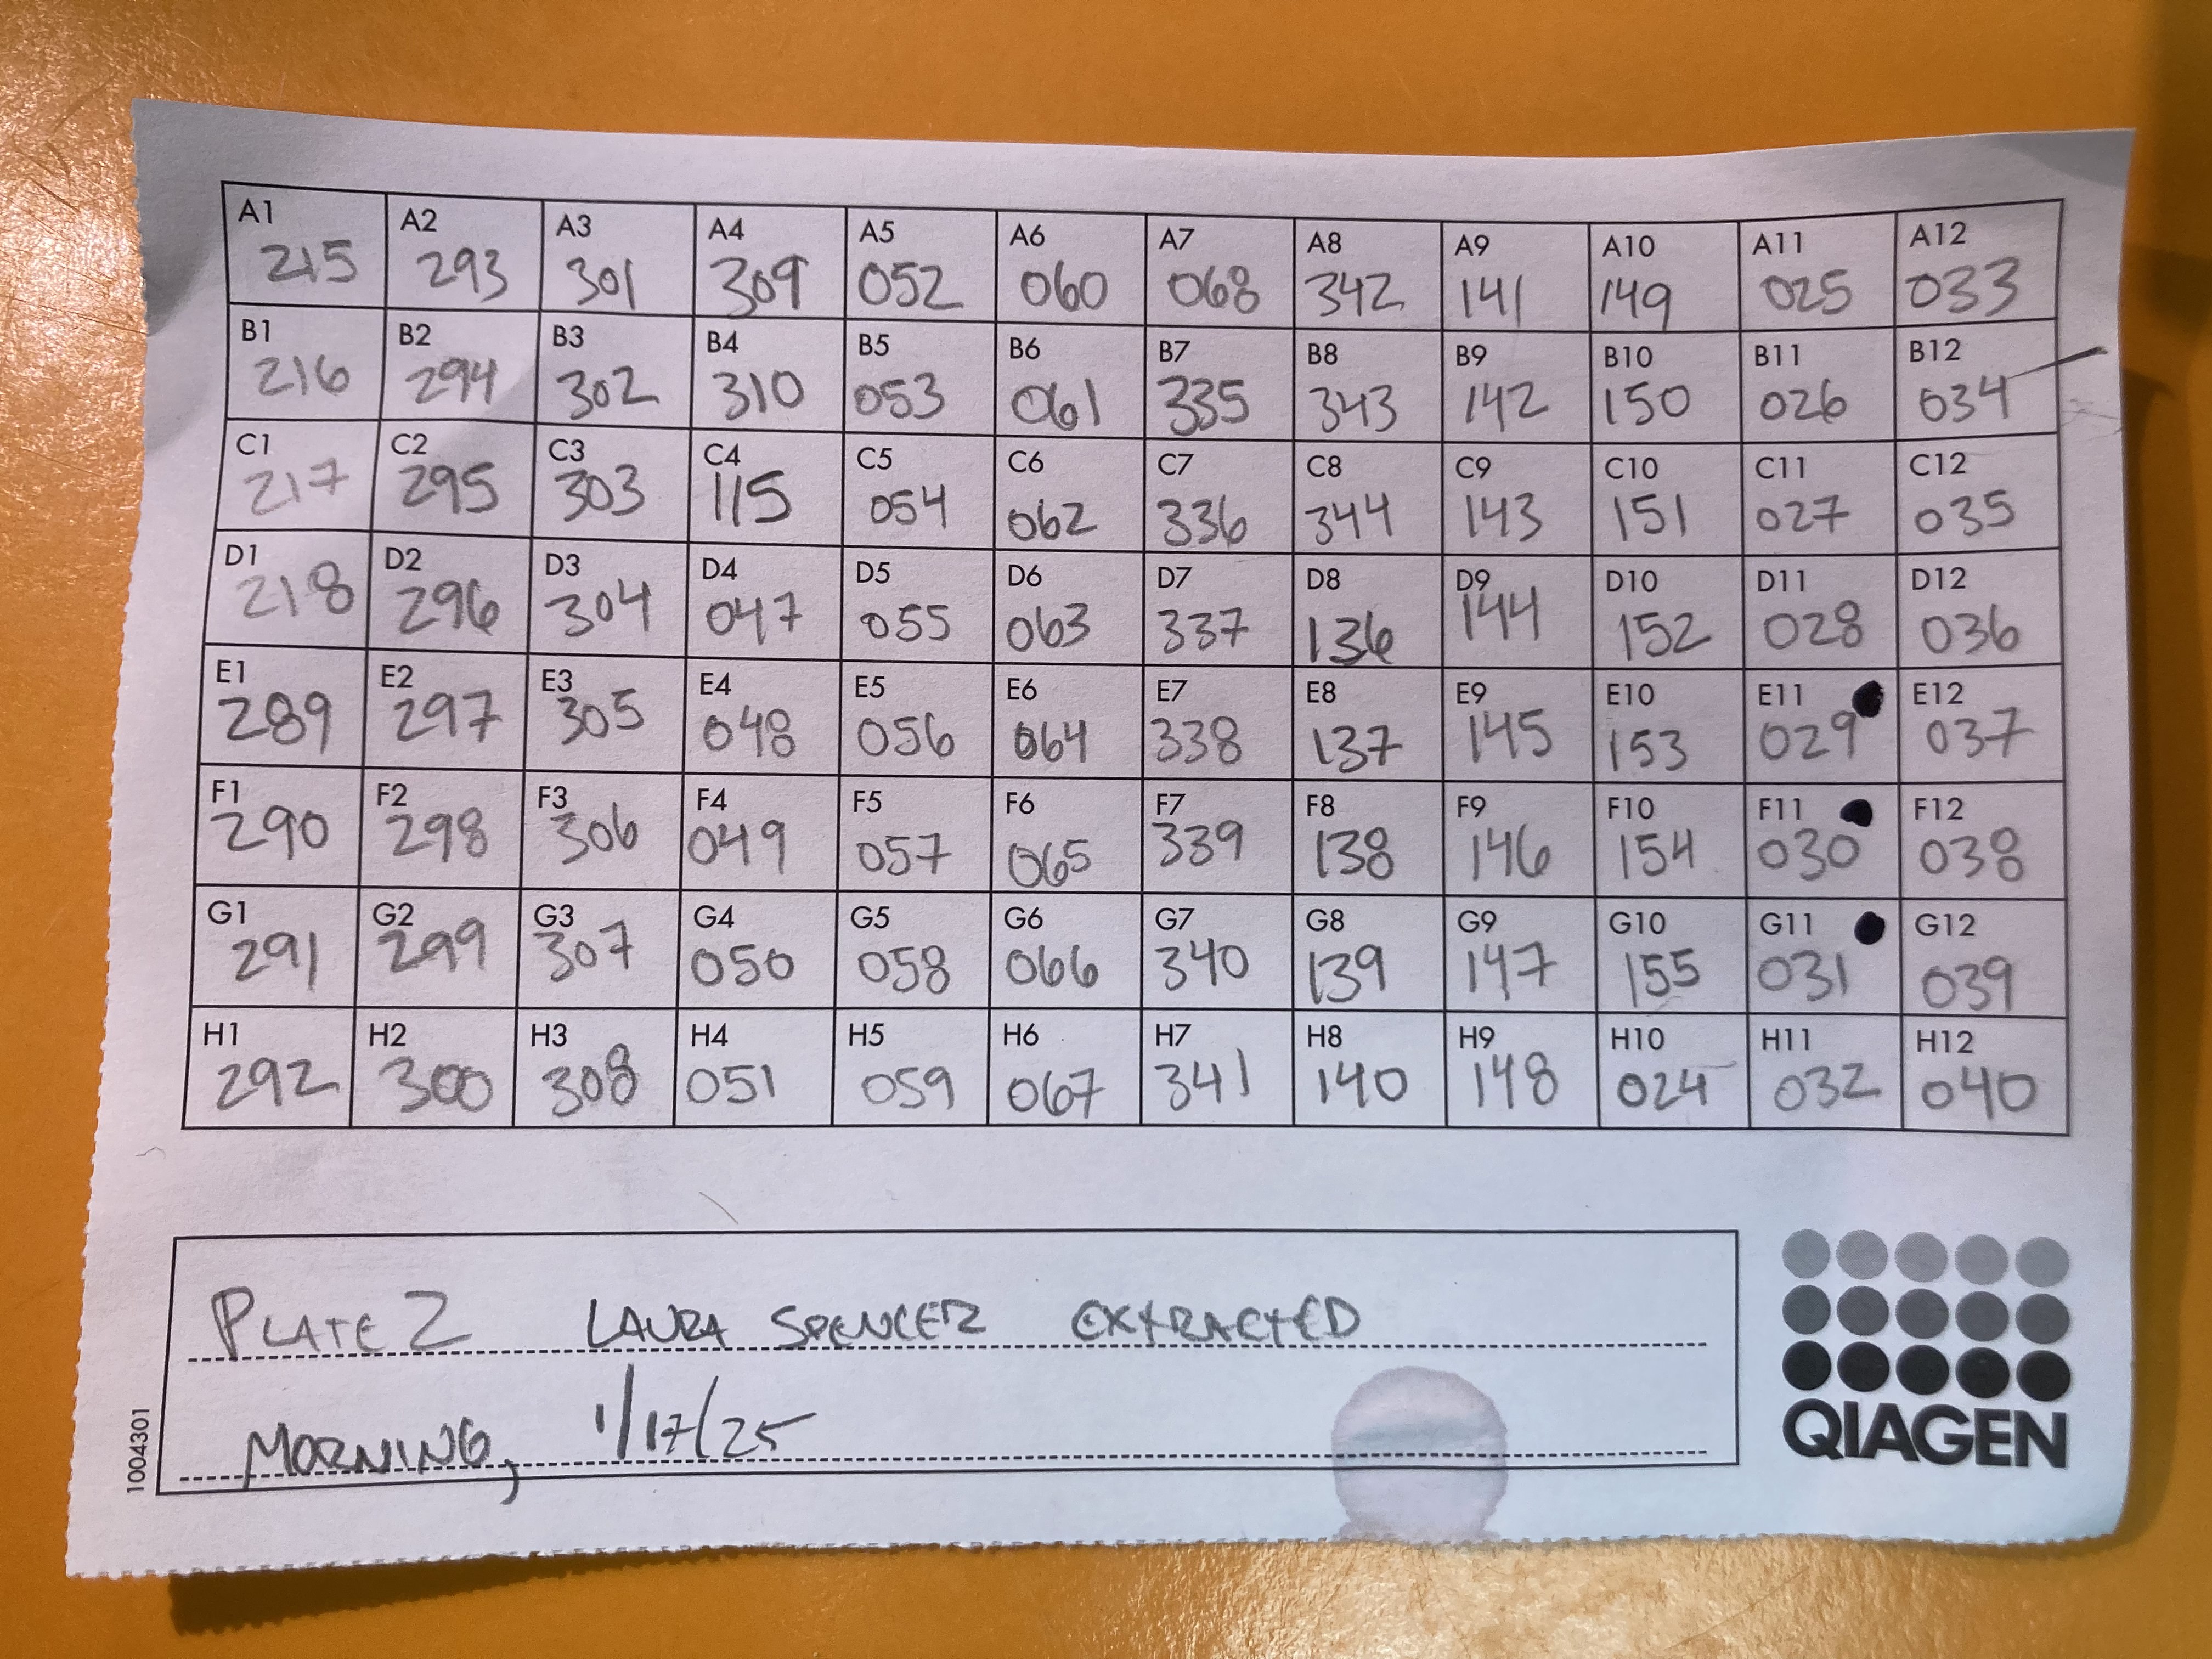 A1 A2 A3 A4 A5 A6 A7 A8 A9 A10 A11 A12
215 293 301 309 052 060 068 342 141 149 025 033
B1 B2 B3 B4 B5 B6 B7 B8 B9 B10 B11 B12
216 294 302 310 053 061 335 343 142 150 026 034
C1 C2 C3 C4 C5 C6 C7 C8 C9 C10 C11 C12
217 295 303 115 054 062 336 344 143 151 027 035
D1 D2 D3 D4 D5 D6 D7 D8 D9 D10 D11 D12
218 296 304 047 055 063 337 136 144 152 028 036
E1 E2 E3 E4 E5 E6 E7 E8 E9 E10 E11 E12
289 297 305 048 056 064 338 137 145 153 029 037
F1 F2 F3 F4 F5 F6 F7 F8 F9 F10 F11 F12
290 298 306 049 057 065 339 138 146 154 030 038
G1 G2 G3 G4 G5 G6 G7 G8 G9 G10 G11 G12
291 299 307 050 058 066 340 139 147 155 031 039
H1 H2 H3 H4 H5 H6 H7 H8 H9 H10 H11 H12
292 300 308 051 059 067 341 140 148 024 032 040
PLATE 2 LAURA SPENCER EXTRACTED
MORNING, 1/17/25
1004301
QIAGEN